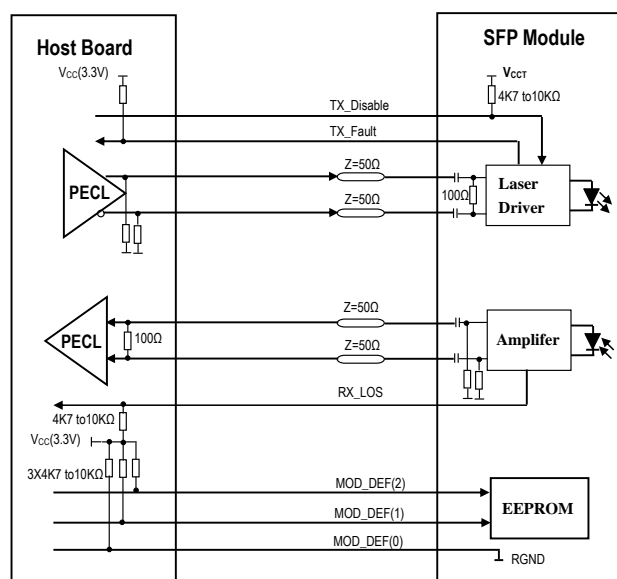 Host Board
SFP Module
VCC(3.3V)
VCCT
4K7 to10KΩ
TX_Disable
TX_Fault
Z=50Ω
PECL
100Ω
Laser
Driver
Z=50Ω
Z=50Ω
PECL
100Ω
Amplifer
Z=50Ω
RX_LOS
4K7 to10KΩ
VCC(3.3V)
3X4K7 to10KΩ
MOD_DEF(2)
EEPROM
MOD_DEF(1)
MOD_DEF(0)
RGND